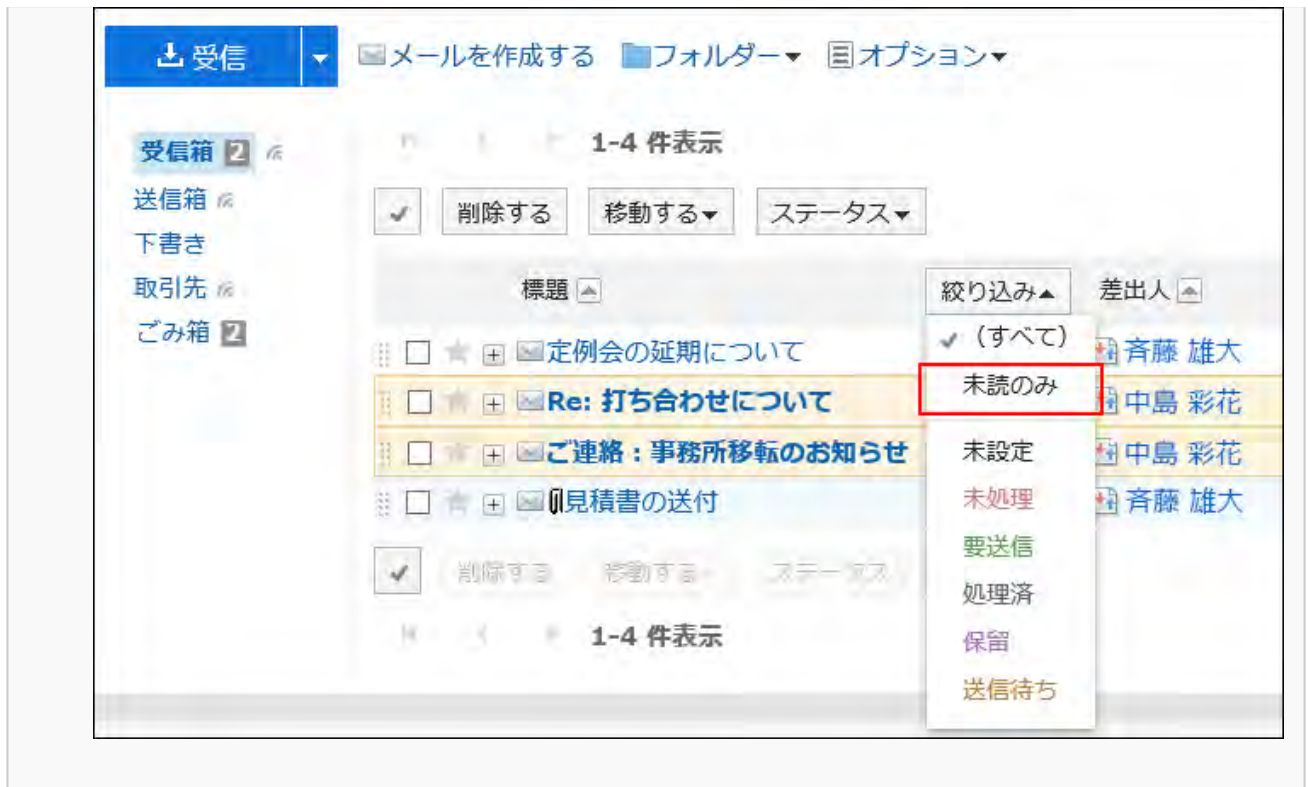 受信 メールを作成する フォルダー▼ オプション▼
受信箱 2
送信箱
下書き
取引先
ごみ箱 2
1-4 件表示
削除する 移動する▼ ステータス▼
標題 絞り込み▲ 差出人
定例会の延期について 斉藤 雄大
Re: 打ち合わせについて 中島 彩花
ご連絡：事務所移転のお知らせ 中島 彩花
見積書の送付 斉藤 雄大
(すべて)
未読のみ
未設定
未処理
要送信
処理済
保留
送信待ち
削除する 移動する ステータス
1-4 件表示